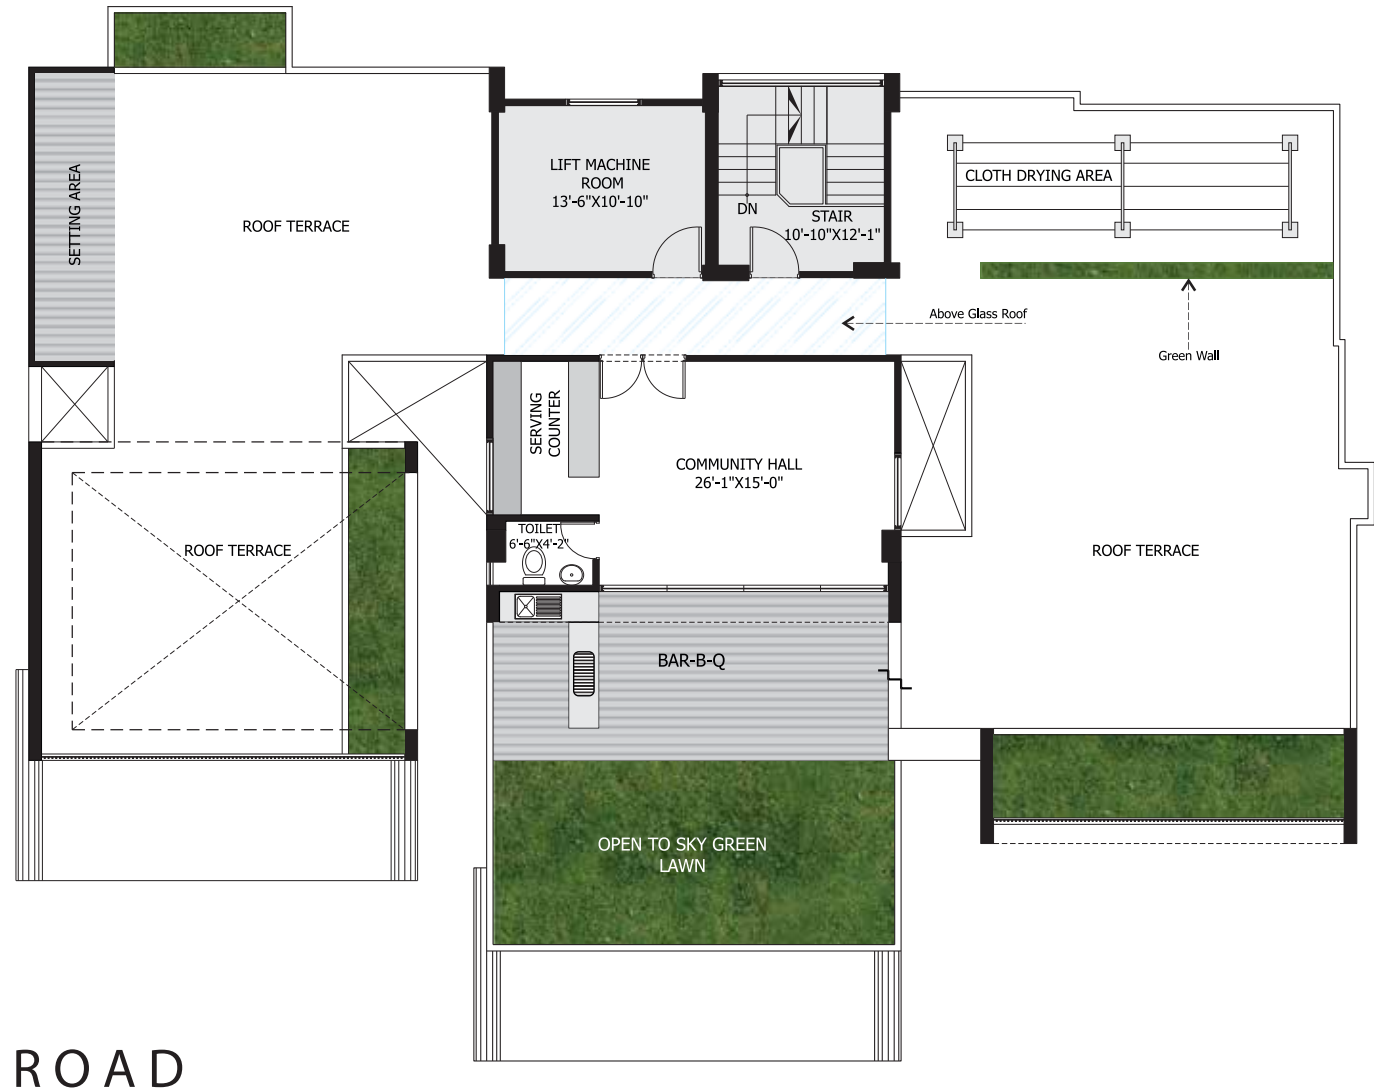 LIFT MACHINE
ROOM
13'-6"X10'-10"
DN
STAIR
10'-10"X12'-1"
CLOTH DRYING AREA
SETTING AREA
ROOF TERRACE
Above Glass Roof
Green Wall
SERVING
COUNTER
COMMUNITY HALL
26'-1"X15'-0"
TOILET
6'-6"X4'-2"
ROOF TERRACE
ROOF TERRACE
BAR-B-Q
OPEN TO SKY GREEN
LAWN
ROAD